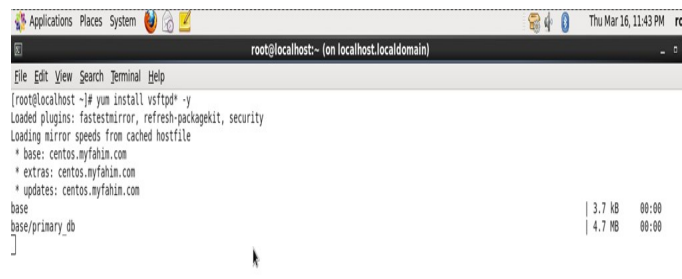 Applications Places System Thu Mar 16, 11:43 PM
root@localhost:~ (on localhost.localdomain)
File Edit View Search Terminal Help
[root@localhost ~]# yum install vsftpd* -y
Loaded plugins: fastestmirror, refresh-packagekit, security
Loading mirror speeds from cached hostfile
 * base: centos.myfahim.com
 * extras: centos.myfahim.com
 * updates: centos.myfahim.com
base | 3.7 kB 00:00
base/primary_db | 4.7 MB 00:00